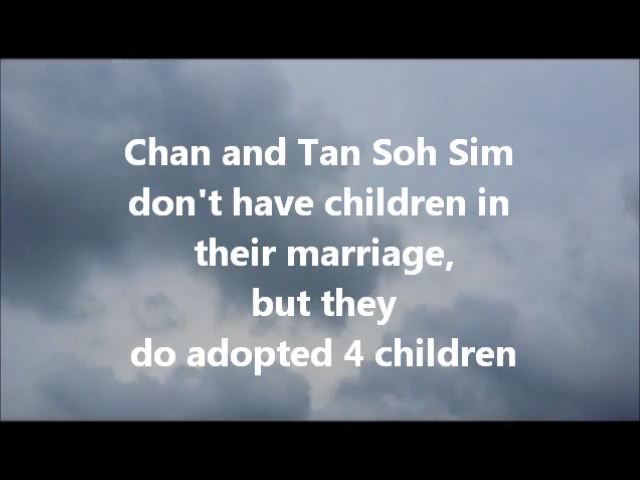 Chan and Tan Soh Sim
don't have children in
their marriage,
but they
do adopted 4 children